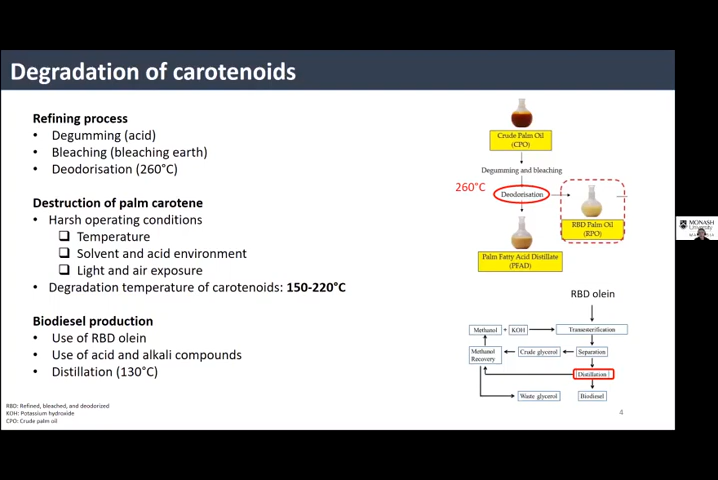 Degradation of carotenoids
Refining process
• Degumming (acid)
• Bleaching (bleaching earth)
• Deodorisation (260°C)
Destruction of palm carotene
• Harsh operating conditions
❑ Temperature
❑ Solvent and acid environment
❑ Light and air exposure
• Degradation temperature of carotenoids: 150-220°C
Biodiesel production
• Use of RBD olein
• Use of acid and alkali compounds
• Distillation (130°C)
RBD: Refined, bleached, and deodorized
KOH: Potassium hydroxide
CPO: Crude palm oil
Crude Palm Oil
(CPO)
Degumming and bleaching
260°C
Deodorisation
RBD Palm Oil
(RPO)
Palm Fatty Acid Distillate
(PFAD)
RBD olein
Methanol + KOH
Transesterification
Methanol
Recovery
Crude glycerol
Separation
Distillation
Waste glycerol
Biodiesel
4
MONASH
University